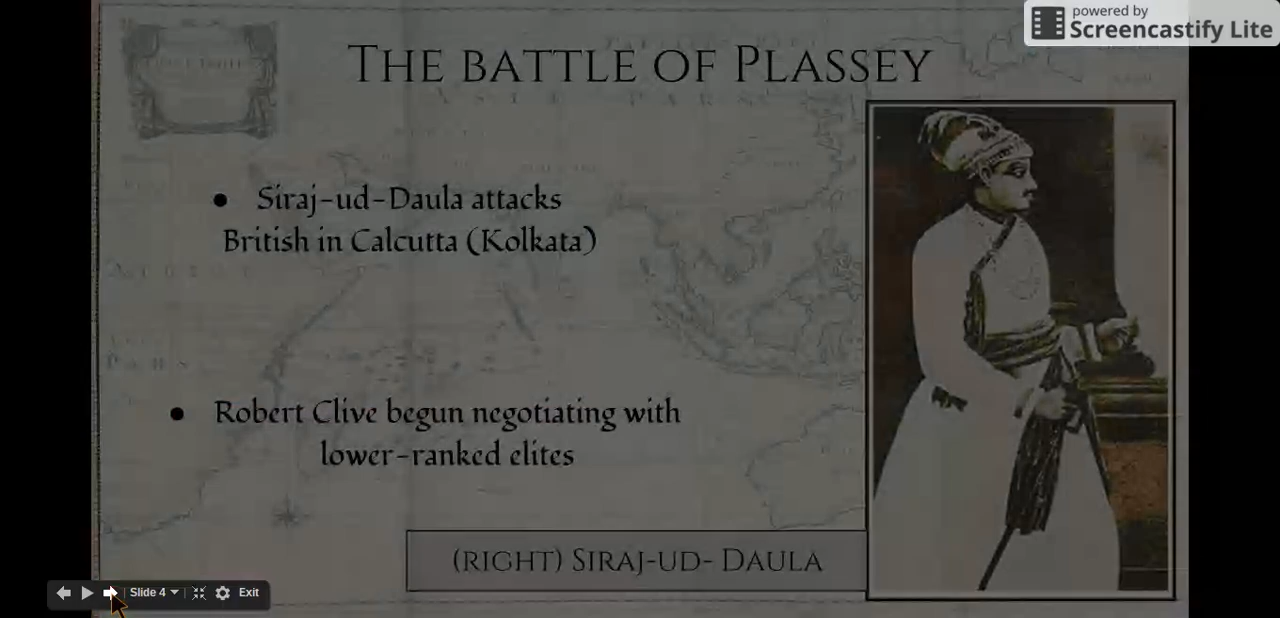 powered by
Screencastify Lite
THE BATTLE OF PLASSEY
● Siraj-ud-Daula attacks
British in Calcutta (Kolkata)
● Robert Clive begun negotiating with
lower-ranked elites
(RIGHT) SIRAJ-UD- DAULA
Slide 4 Exit